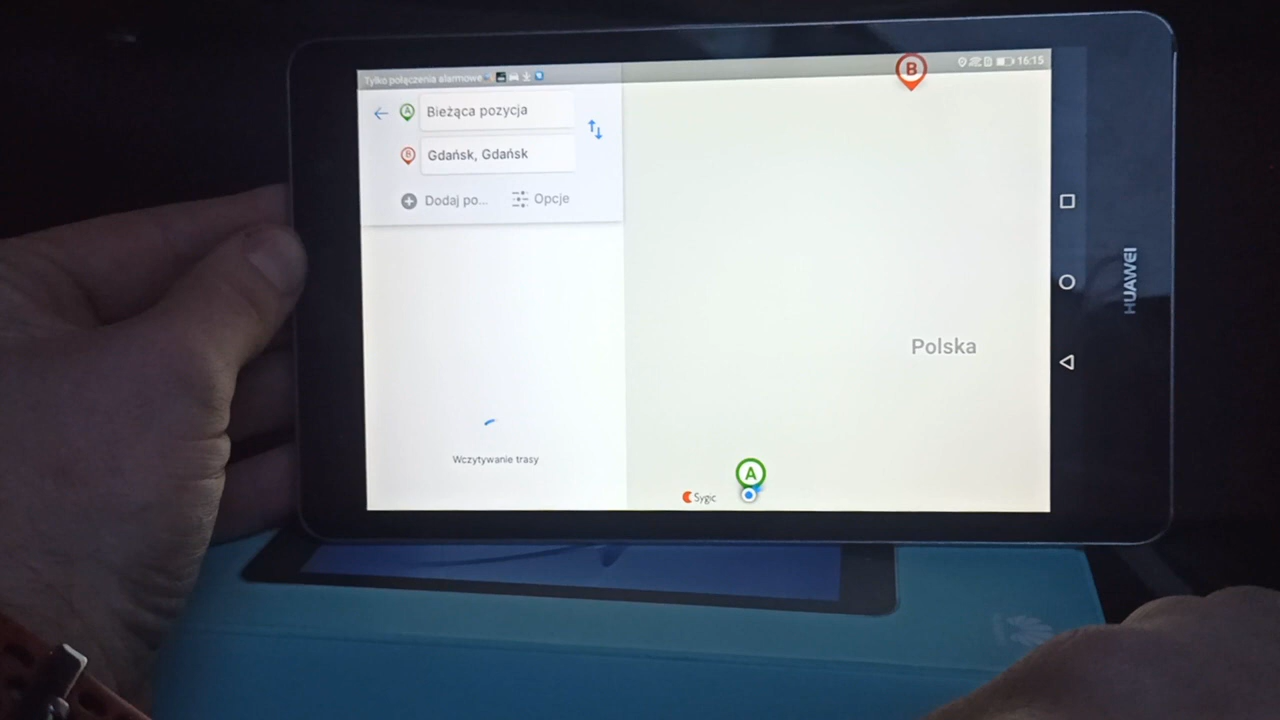 Tylko połączenia alarmowe
16:15
B
A
Bieżąca pozycja
B
Gdańsk, Gdańsk
Dodaj po...
Opcje
HUAWEI
Polska
Wczytywanie trasy
A
Sygic